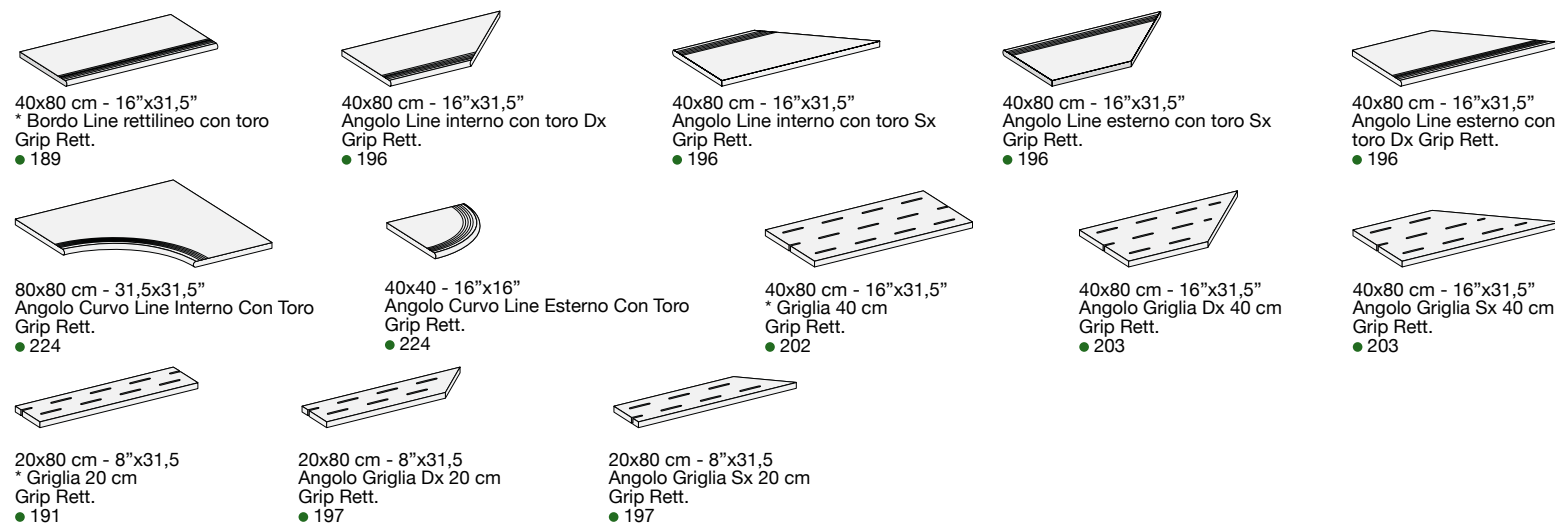 40x80 cm - 16”x31,5”
* Bordo Line rettilineo con toro
Grip Rett.
● 189
40x80 cm - 16”x31,5”
Angolo Line interno con toro Dx
Grip Rett.
● 196
40x80 cm - 16”x31,5”
Angolo Line interno con toro Sx
Grip Rett.
● 196
40x80 cm - 16”x31,5”
Angolo Line esterno con toro Sx
Grip Rett.
● 196
40x80 cm - 16”x31,5”
Angolo Line esterno con
toro Dx Grip Rett.
● 196
80x80 cm - 31,5x31,5”
Angolo Curvo Line Interno Con Toro
Grip Rett.
● 224
40x40 - 16”x16”
Angolo Curvo Line Esterno Con Toro
Grip Rett.
● 224
40x80 cm - 16”x31,5”
* Griglia 40 cm
Grip Rett.
● 202
40x80 cm - 16”x31,5”
Angolo Griglia Dx 40 cm
Grip Rett.
● 203
40x80 cm - 16”x31,5”
Angolo Griglia Sx 40 cm
Grip Rett.
● 203
20x80 cm - 8”x31,5
* Griglia 20 cm
Grip Rett.
● 191
20x80 cm - 8”x31,5
Angolo Griglia Dx 20 cm
Grip Rett.
● 197
20x80 cm - 8”x31,5
Angolo Griglia Sx 20 cm
Grip Rett.
● 197